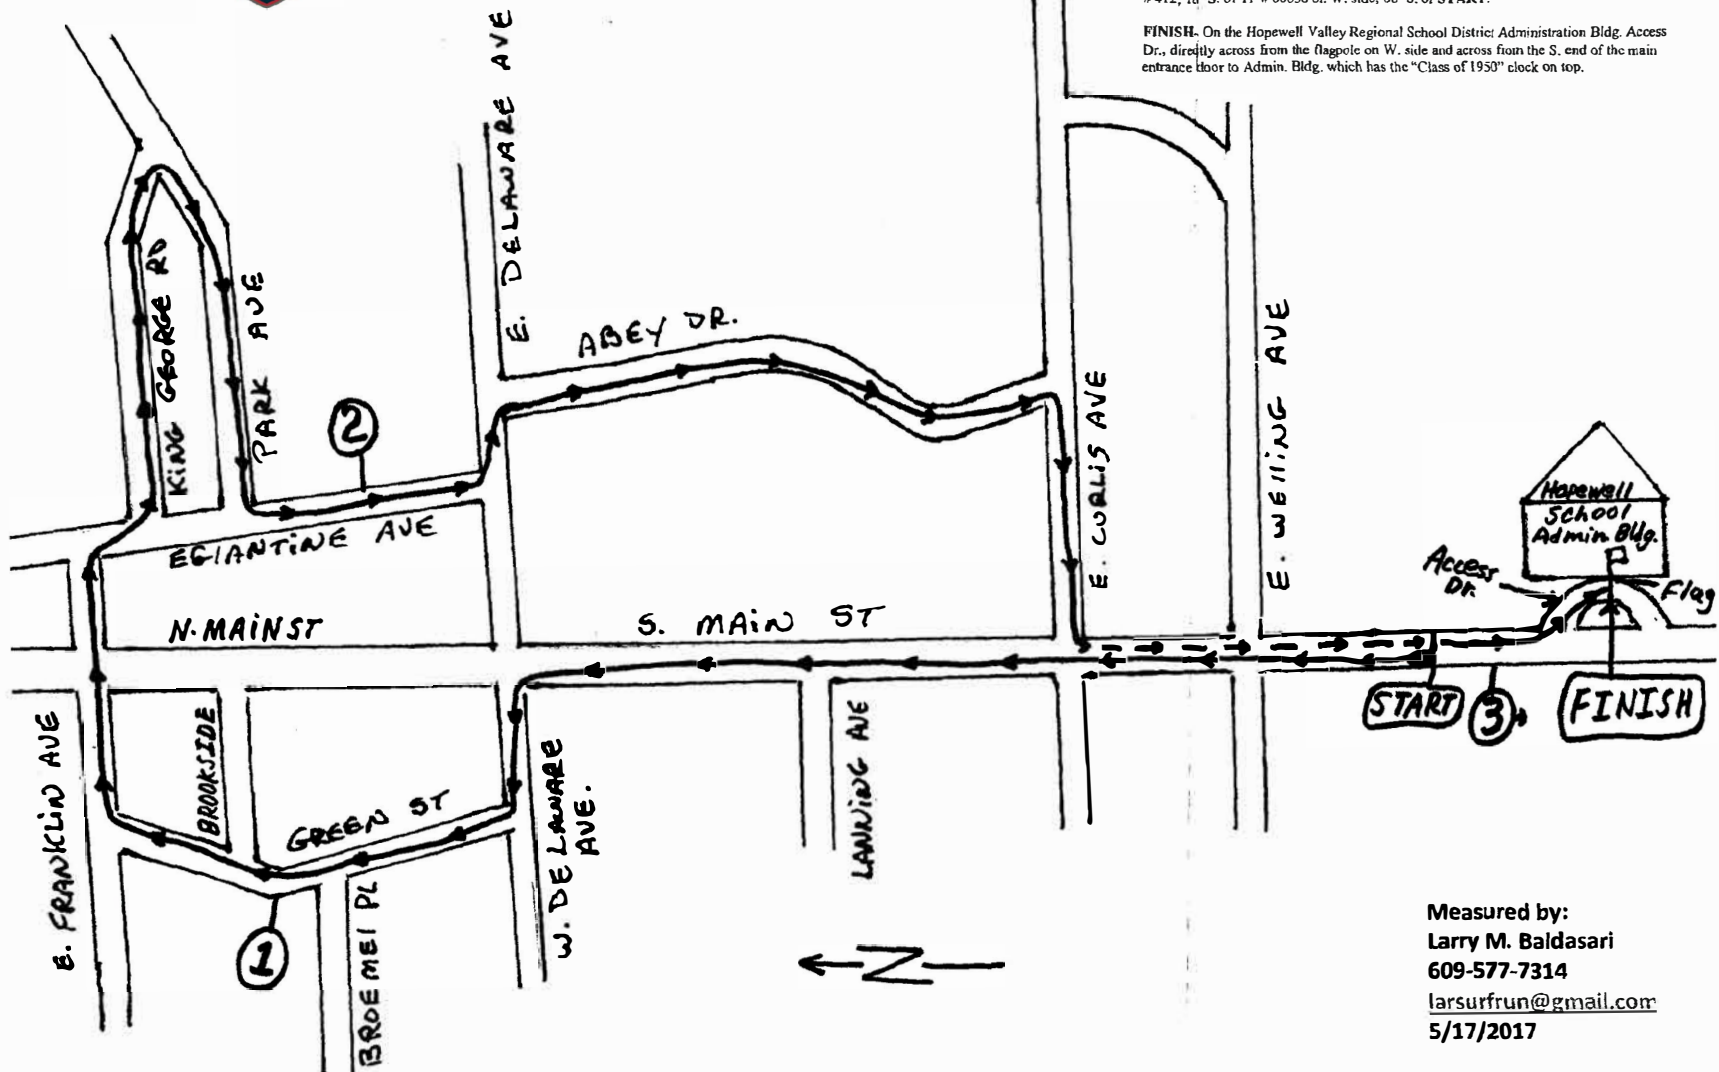 FINISH- On the Hopewell Valley Regional School District Administration Bldg. Access
Dr., directly across from the flagpole on W. side and across from the S. end of the main
entrance door to Admin. Bldg. which has the "Class of 1950" clock on top.
E. DELAWARE AVE
KING GEORGE RD
PARK AVE
ABEY DR.
2
EGLANTINE AVE
E. CURLIS AVE
E. WELLING AVE
Hopewell
School
Admin Bldg.
Access
Dr.
Flag
N. MAIN ST
S. MAIN ST
START
3
FINISH
E. FRANKLIN AVE
BROOKSIDE
GREEN ST
W. DELAWARE
AVE.
LANNING AVE
1
BROEMEL PL
N
Measured by:
Larry M. Baldasari
609-577-7314
larsurfrun@gmail.com
5/17/2017